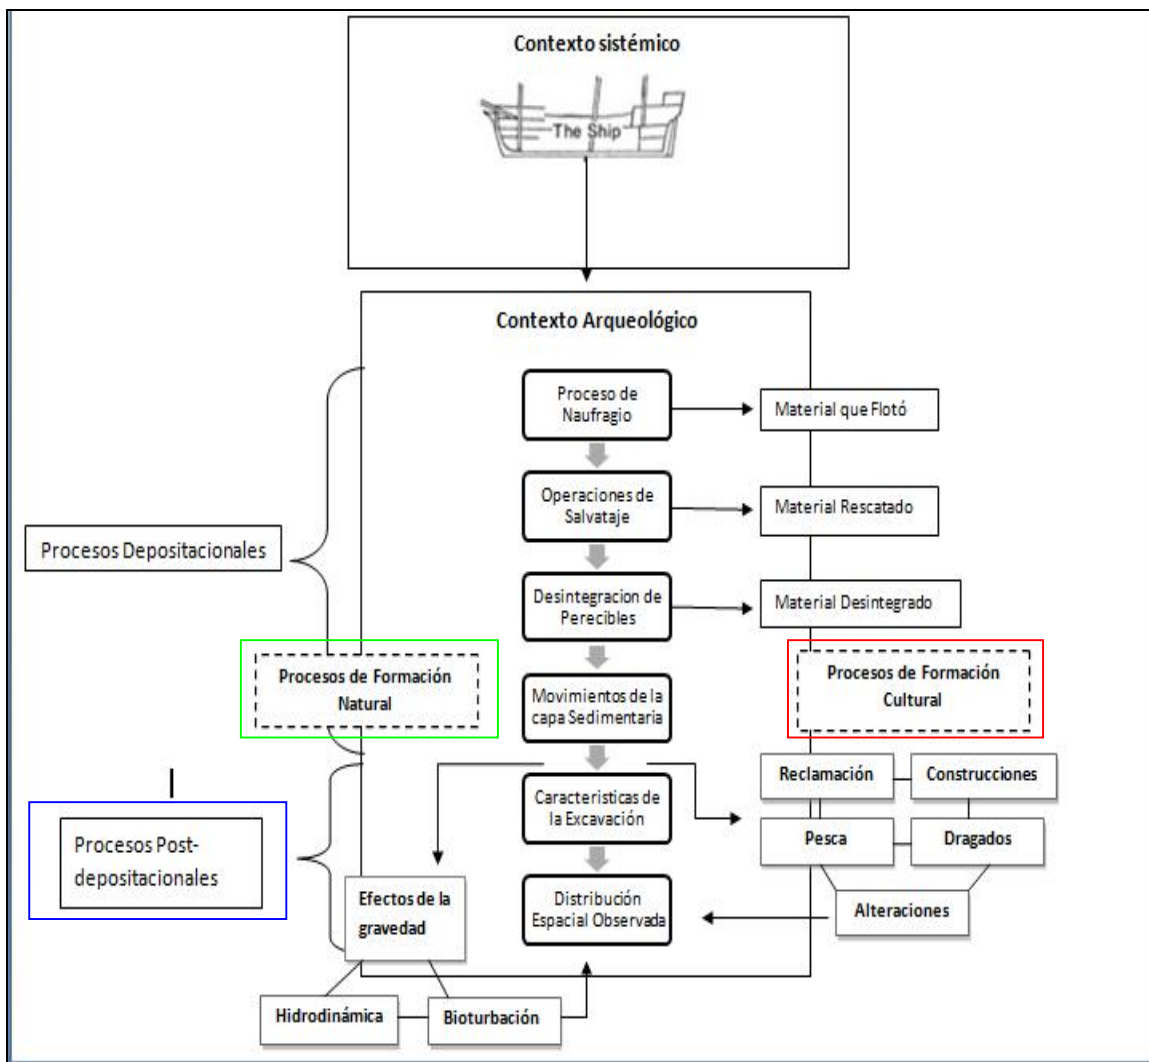 Contexto sistémico
The Ship
Contexto Arqueológico
Proceso de
Naufragio
Material que Flotó
Operaciones de
Salvataje
Material Rescatado
Procesos Depositacionales
Desintegracion de
Perecibles
Material Desintegrado
Procesos de Formación
Natural
Movimientos de la
capa Sedimentaria
Procesos de Formación
Cultural
Reclamación
Construcciones
Caracteristicas de
la Excavación
Pesca
Dragados
Procesos Post-
depositacionales
Efectos de la
gravedad
Distribución
Espacial Observada
Alteraciones
Hidrodinámica
Bioturbación